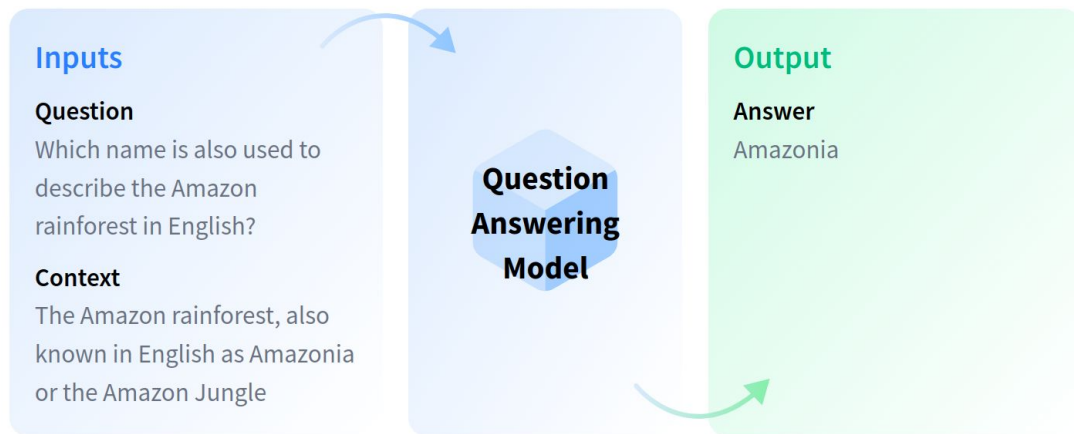 Inputs
Question
Which name is also used to
describe the Amazon
rainforest in English?
Context
The Amazon rainforest, also
known in English as Amazonia
or the Amazon Jungle
Question
Answering
Model
Output
Answer
Amazonia